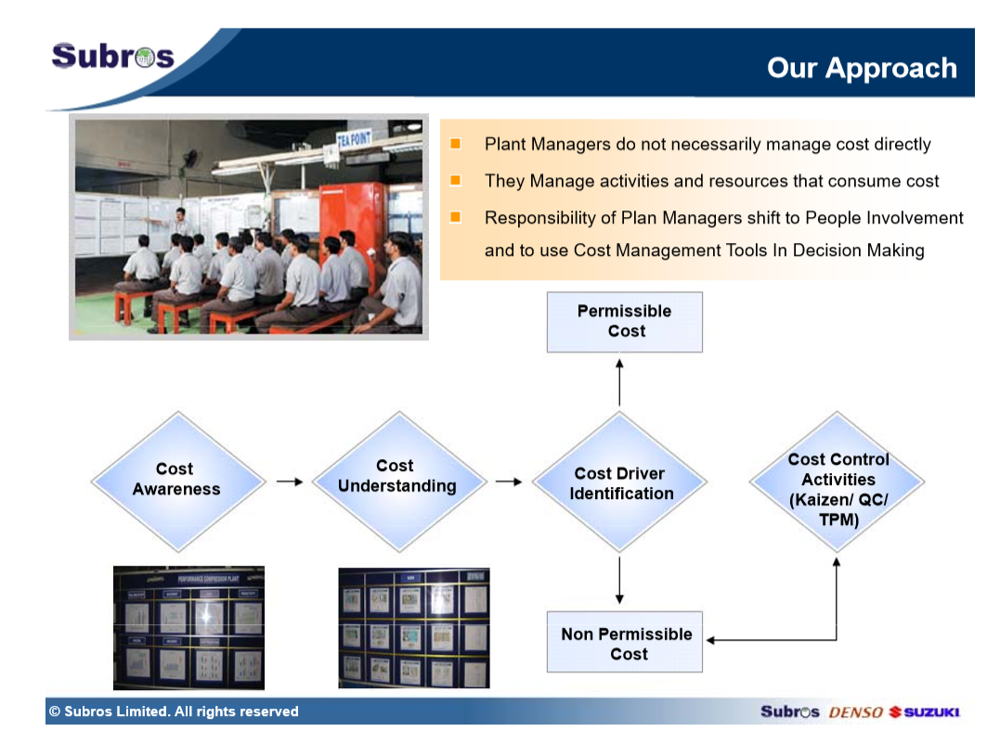 Subros
Our Approach
TEA POINT
Plant Managers do not necessarily manage cost directly
They Manage activities and resources that consume cost
Responsibility of Plan Managers shift to People Involvement
and to use Cost Management Tools In Decision Making
Permissible
Cost
Cost
Awareness
Cost
Understanding
Cost Driver
Identification
Cost Control
Activities
(Kaizen/ QC/
TPM)
PERFORMANCE COMPRESSION PLANT
Non Permissible
Cost
© Subros Limited. All rights reserved
Subros DENSO SUZUKI